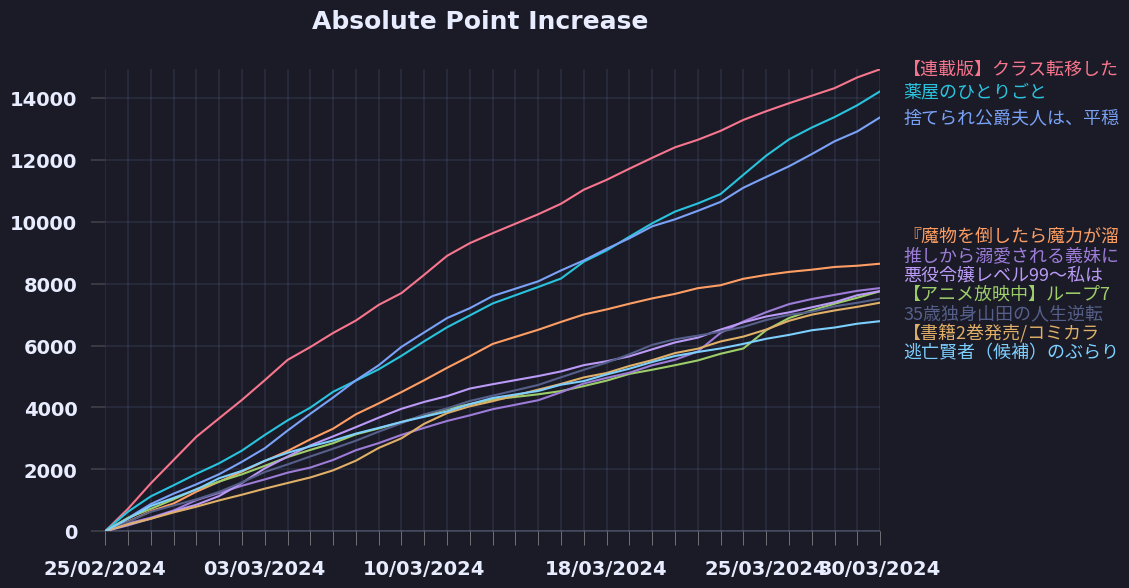 Absolute Point Increase
14000
12000
10000
8000
6000
4000
2000
0
25/02/2024
03/03/2024
10/03/2024
18/03/2024
25/03/2024
30/03/2024
【連載版】クラス転移した
薬屋のひとりごと
捨てられ公爵夫人は、平穏
『魔物を倒したら魔力が溜
推しから溺愛される義妹に
悪役令嬢レベル99～私は
【アニメ放映中】ループ7
35歳独身山田の人生逆転
【書籍2巻発売/コミカラ
逃亡賢者（候補）のぶらり